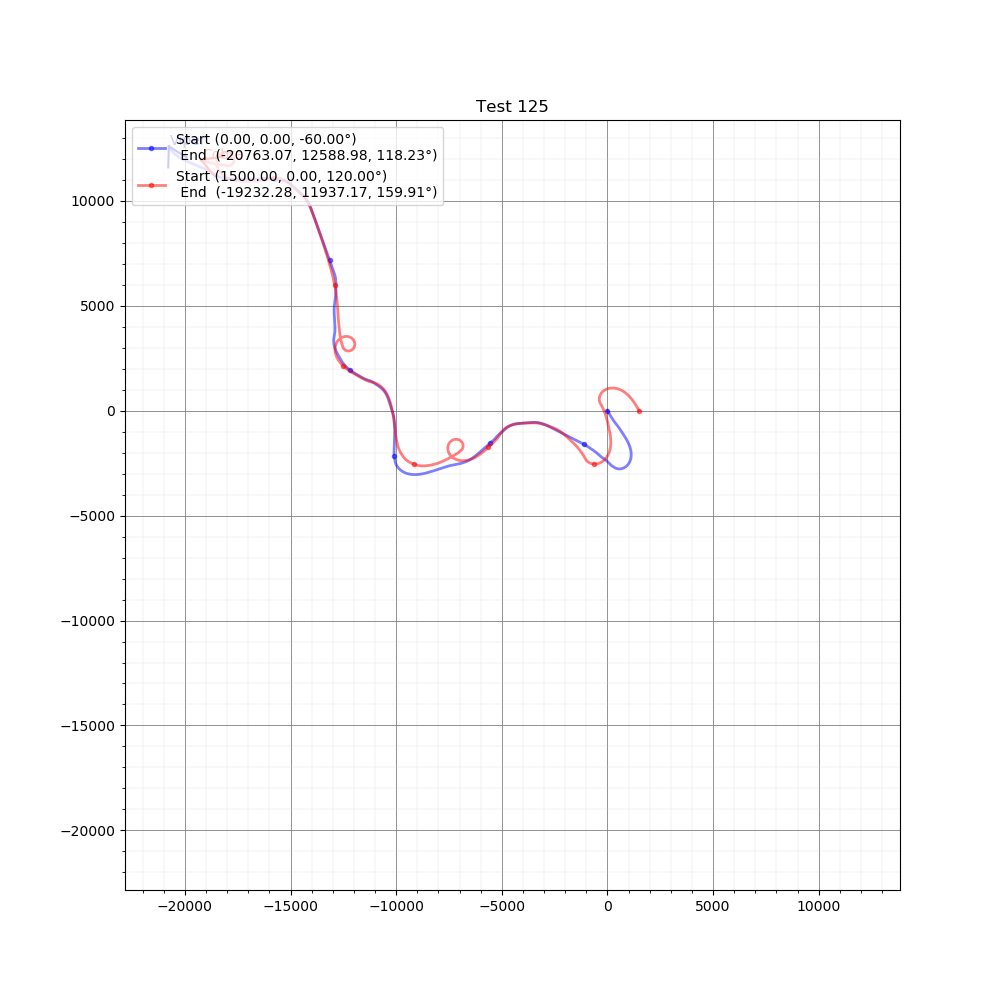 Test 125
Start (0.00, 0.00, -60.00°)
End (-20763.07, 12588.98, 118.23°)
Start (1500.00, 0.00, 120.00°)
End (-19232.28, 11937.17, 159.91°)
10000
5000
0
−5000
−10000
−15000
−20000
−20000 −15000 −10000 −5000 0 5000 10000